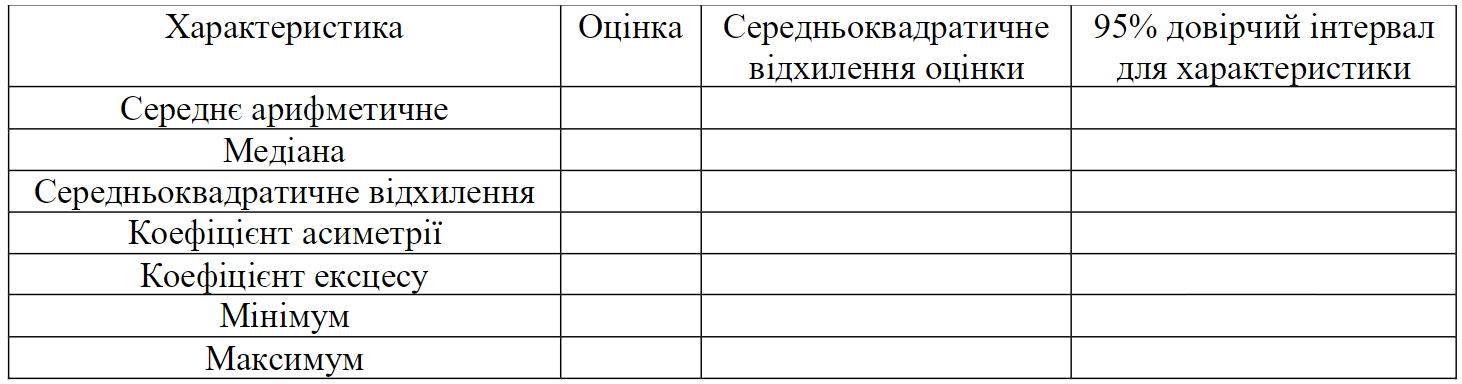 Характеристика
Оцінка
Середньоквадратичне
відхилення оцінки
95% довірчий інтервал
для характеристики
Середнє арифметичне
Медіана
Середньоквадратичне відхилення
Коефіцієнт асиметрії
Коефіцієнт ексцесу
Мінімум
Максимум